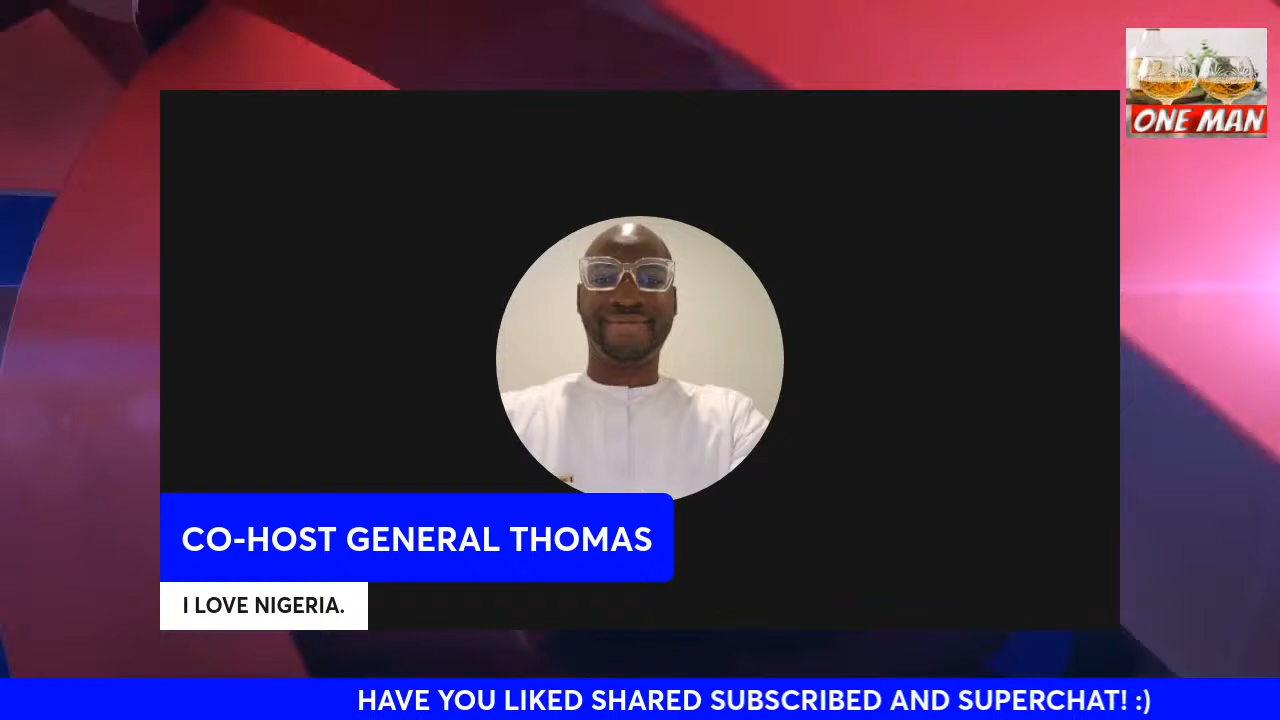 ONE MAN
CO-HOST GENERAL THOMAS
I LOVE NIGERIA.
HAVE YOU LIKED SHARED SUBSCRIBED AND SUPERCHAT! :)